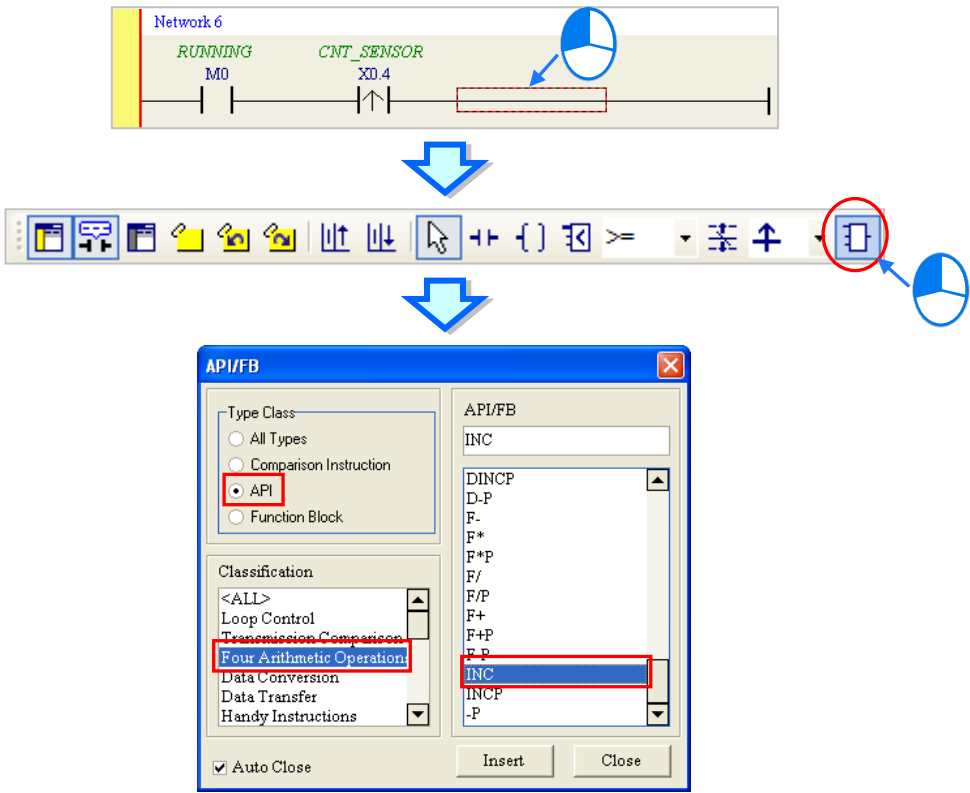 Network 6
RUNNING CNT_SENSOR
M0 X0.4
>=
API/FB
Type Class
All Types
Comparison Instruction
API
Function Block
Classification
<ALL>
Loop Control
Transmission Comparison
Four Arithmetic Operation
Data Conversion
Data Transfer
Handy Instructions
Auto Close
API/FB
INC
DINCP
D-P
F-
F*
F*P
F/
F/P
F+
F+P
F-P
INC
INCP
-P
Insert Close